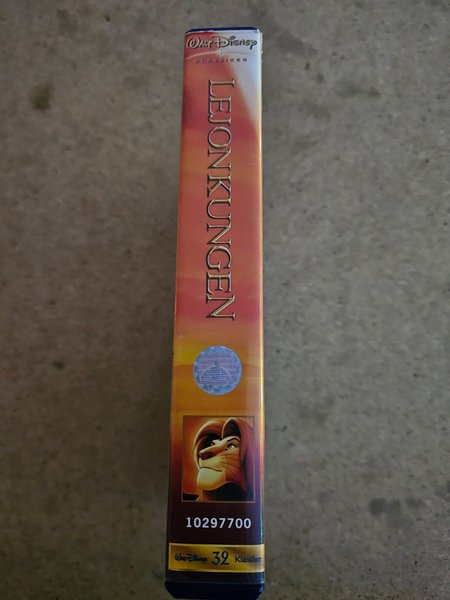 WALT DISNEY
KLASSIKER
LEJONKUNGEN
10297700
Walt Disney 32 Klassiker